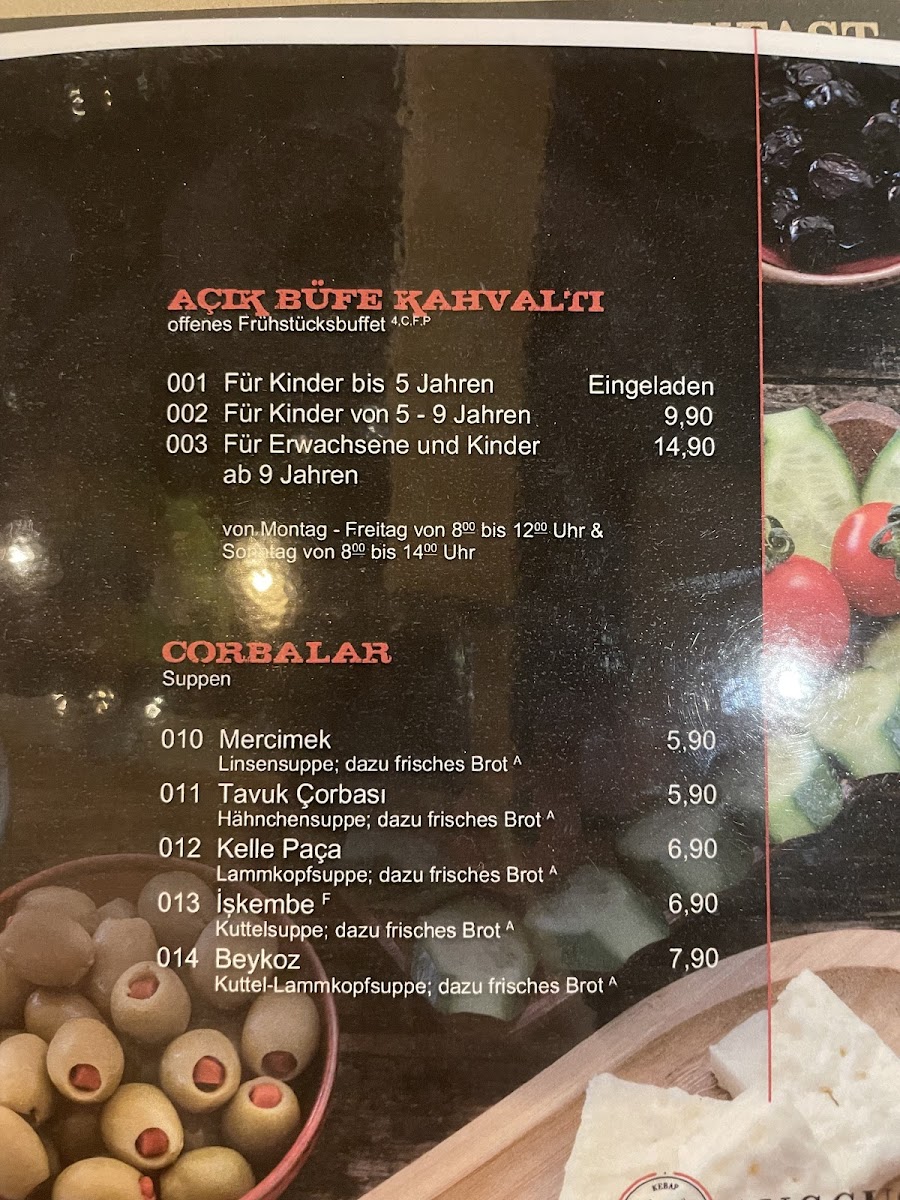 AÇIK BÜFE KAHVALTI
offenes Frühstücksbuffet 4,C,F,P
001 Für Kinder bis 5 Jahren Eingeladen
002 Für Kinder von 5 - 9 Jahren 9,90
003 Für Erwachsene und Kinder 14,90
ab 9 Jahren
von Montag - Freitag von 8⁰⁰ bis 12⁰⁰ Uhr &
Sonntag von 8⁰⁰ bis 14⁰⁰ Uhr
CORBALAR
Suppen
010 Mercimek 5,90
Linsensuppe; dazu frisches Brot A
011 Tavuk Çorbası 5,90
Hähnchensuppe; dazu frisches Brot A
012 Kelle Paça 6,90
Lammkopfsuppe; dazu frisches Brot A
013 İşkembe F 6,90
Kuttelsuppe; dazu frisches Brot A
014 Beykoz 7,90
Kuttel-Lammkopfsuppe; dazu frisches Brot A
KEBAP